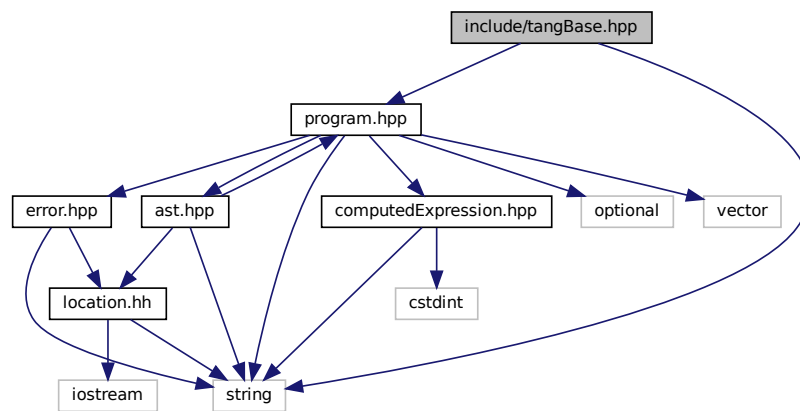 include/tangBase.hpp
program.hpp
error.hpp
ast.hpp
computedExpression.hpp
optional
vector
location.hh
cstdint
iostream
string